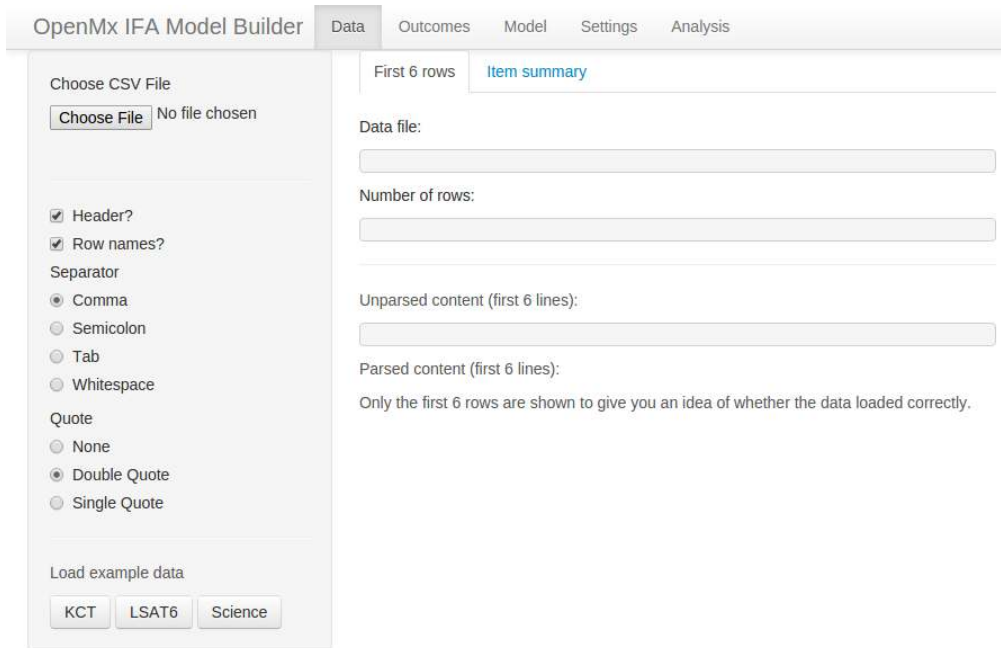 OpenMx IFA Model Builder Data Outcomes Model Settings Analysis
Choose CSV File
Choose File No file chosen
Header?
Row names?
Separator
Comma
Semicolon
Tab
Whitespace
Quote
None
Double Quote
Single Quote
Load example data
KCT LSAT6 Science
First 6 rows Item summary
Data file:
Number of rows:
Unparsed content (first 6 lines):
Parsed content (first 6 lines):
Only the first 6 rows are shown to give you an idea of whether the data loaded correctly.